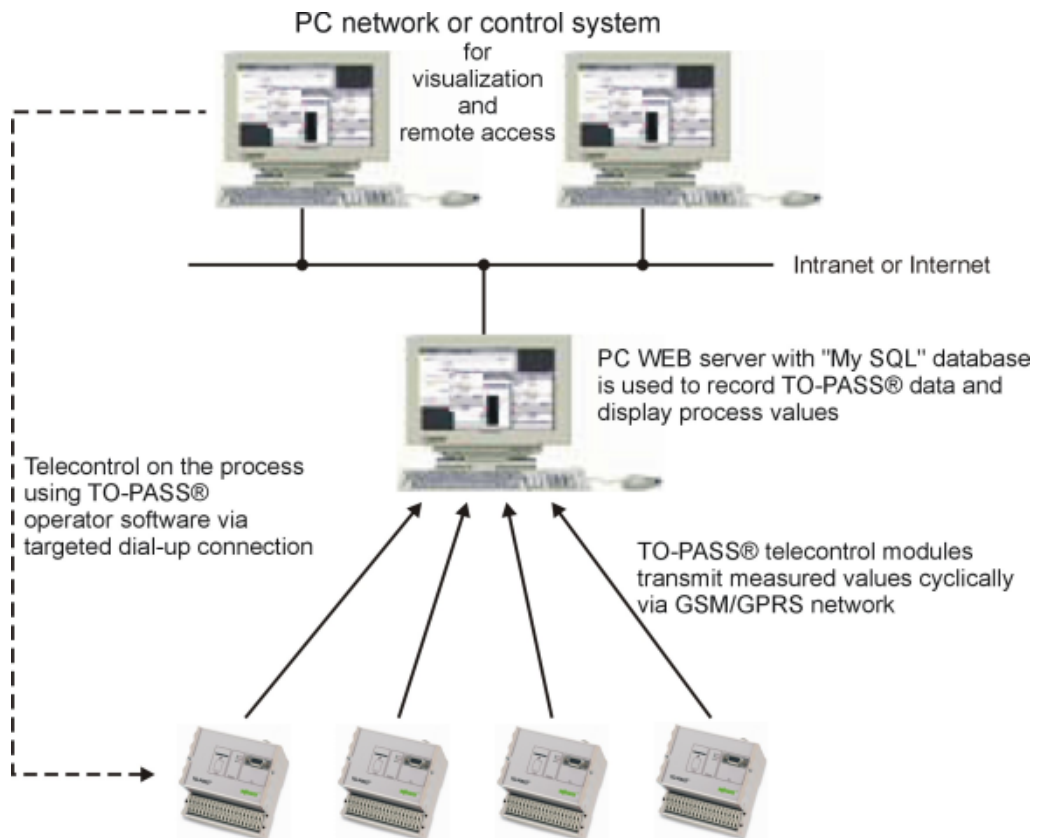 PC network or control system
for
visualization
and
remote access
Intranet or Internet
PC WEB server with "My SQL" database
is used to record TO-PASS® data and
display process values
Telecontrol on the process
using TO-PASS®
operator software via
targeted dial-up connection
TO-PASS® telecontrol modules
transmit measured values cyclically
via GSM/GPRS network